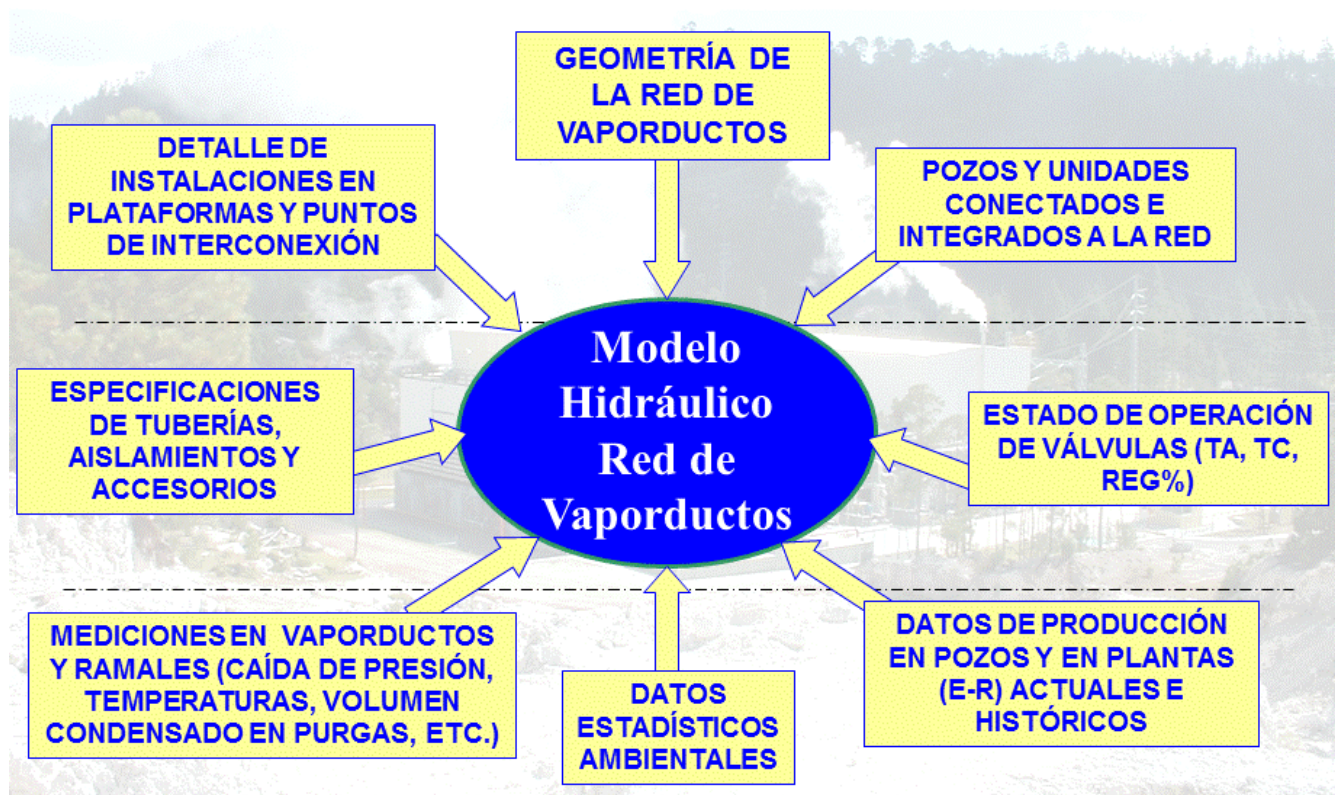 GEOMETRÍA DE
LA RED DE
VAPORDUCTOS
DETALLE DE
INSTALACIONES EN
PLATAFORMAS Y PUNTOS
DE INTERCONEXIÓN
POZOS Y UNIDADES
CONECTADOS E
INTEGRADOS A LA RED
Modelo
Hidráulico
Red de
Vaporductos
ESPECIFICACIONES
DE TUBERÍAS,
AISLAMIENTOS Y
ACCESORIOS
ESTADO DE OPERACIÓN
DE VÁLVULAS (TA, TC,
REG%)
MEDICIONES EN VAPORDUCTOS
Y RAMALES (CAÍDA DE PRESIÓN,
TEMPERATURAS, VOLUMEN
CONDENSADO EN PURGAS, ETC.)
DATOS
ESTADÍSTICOS
AMBIENTALES
DATOS DE PRODUCCIÓN
EN POZOS Y EN PLANTAS
(E-R) ACTUALES E
HISTÓRICOS